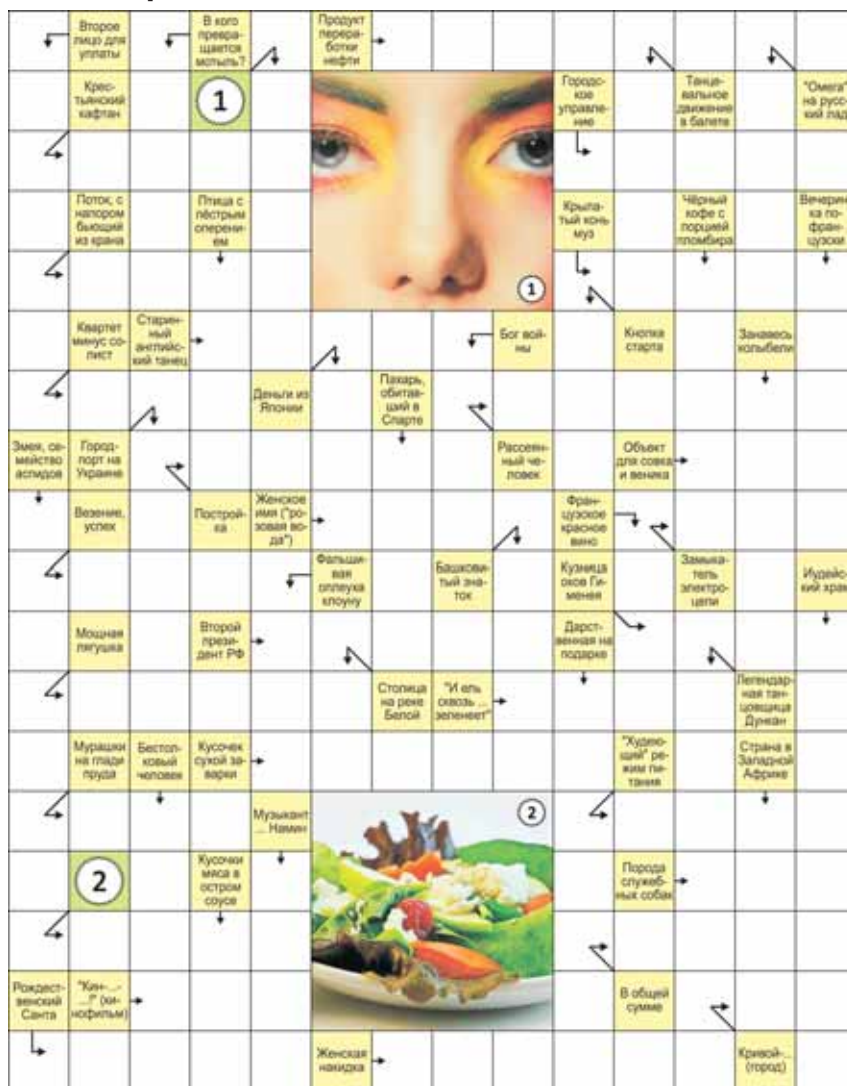 Второе
лицо для
уплаты
В кого
превра-
щается
мотыль?
Продукт
перера-
ботки
нефти
Крес-
тьянский
кафтан
1
Городс-
кое
управле-
ние
Танце-
вальное
движение
в балете
"Омега"
на русс-
кий лад
Поток, с
напором
бьющий
из крана
Птица с
пёстрым
оперени-
ем
Крыла-
тый конь
муз
Чёрный
кофе с
порцией
пломбира
Вечерин-
ка по-
фран-
цузски
1
Квартет
минус со-
лист
Старин-
ный
английс-
кий танец
Бог вой-
ны
Кнопка
старта
Занавесь
колыбели
Деньги из
Японии
Пахарь,
обитав-
ший в
Спарте
Змея, се-
мейство
аспидов
Город-
порт на
Украине
Рассеян-
ный че-
ловек
Объект
для совка
и веника
Везение,
успех
Построй-
ка
Женское
имя ("ро-
зовая во-
да")
Фран-
цузское
красное
вино
Фальши-
вая
оплеуха
клоуну
Башкови-
тый зна-
ток
Кузница
оков Ги-
менея
Замыка-
тель
электро-
цепи
Иудейс-
кий храм
Мощная
лягушка
Второй
прези-
дент РФ
Дарст-
венная на
подарке
Столица
на реке
Белой
"И ель
сквозь ...
зеленеет"
Легендар-
ная тан-
цовщица
Дункан
Мурашки
на глади
пруда
Бестол-
ковый
человек
Кусочек
сухой за-
варки
"Худею-
щий" ре-
жим пи-
тания
Страна в
Западной
Африке
Музыкант
... Намин
2
2
Кусочки
мяса в
остром
соусе
Порода
служеб-
ных собак
Рождест-
венский
Санта
"Кин-...-
...!" (ки-
нофильм)
В общей
сумме
Женская
накидка
Кривой-...
(город)